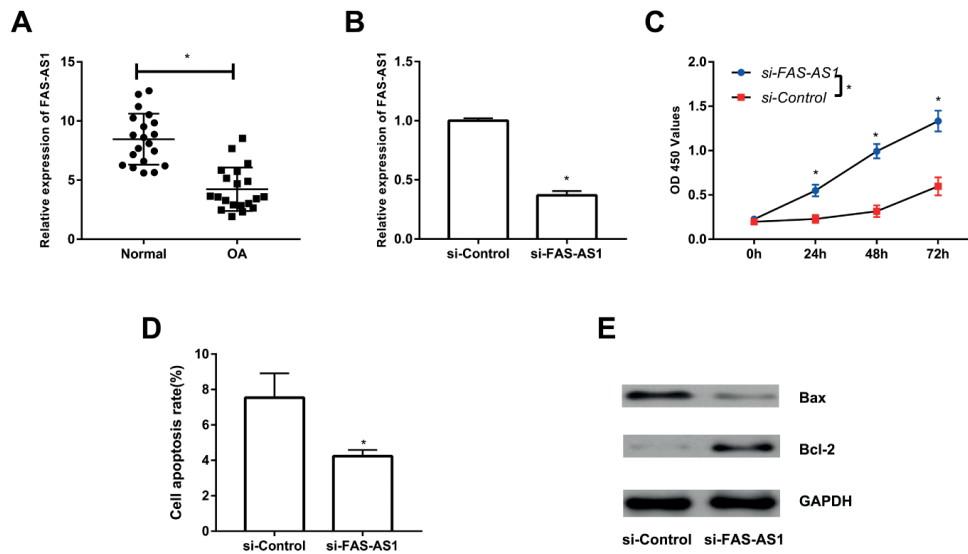 A
Relative expression of FAS-AS1
15
10
5
0
*
Normal
OA
B
Relative expression of FAS-AS1
1.5
1.0
0.5
0.0
*
si-Control
si-FAS-AS1
C
OD 450 Values
2.0
1.5
1.0
0.5
0.0
si-FAS-AS1
si-Control
*
*
*
*
0h
24h
48h
72h
D
Cell apoptosis rate(%)
10
8
6
4
2
0
*
si-Control
si-FAS-AS1
E
Bax
Bcl-2
GAPDH
si-Control
si-FAS-AS1